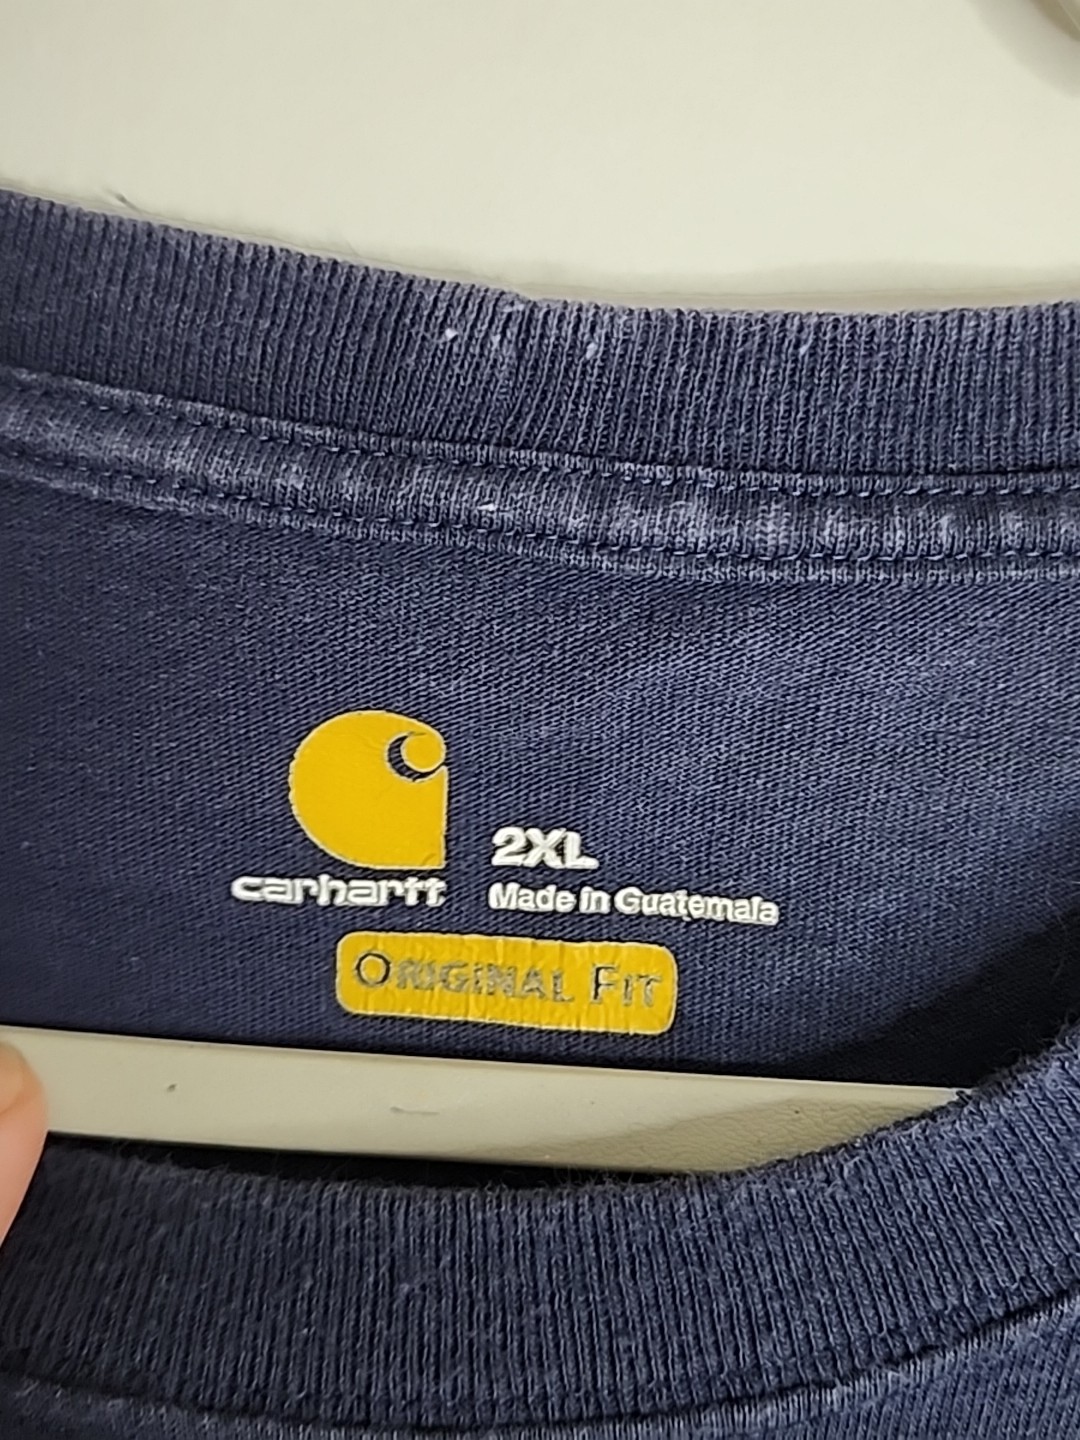 carhartt
2XL
Made in Guatemala
ORIGINAL FIT